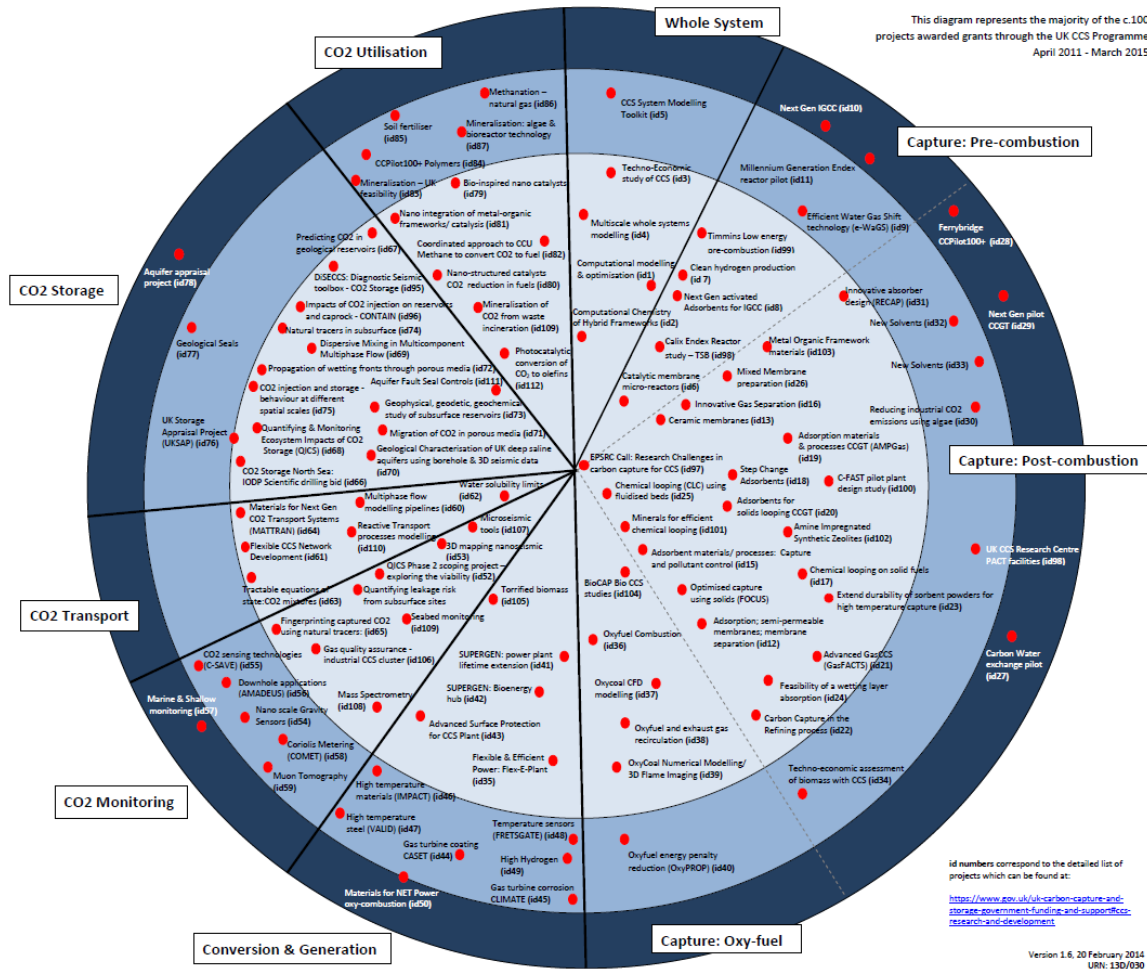 Whole System
This diagram represents the majority of the c.100
projects awarded grants through the UK CCS Programme
April 2011 - March 2015
CO2 Utilisation
Methanation –
natural gas (id86)
Soil fertiliser
(id85)
Mineralisation: algae &
bioreactor technology
(id87)
CCPilot100+ Polymers (id84)
Mineralisation – UK
feasibility (id83)
Bio-inspired nano catalysts
(id79)
Nano integration of metal-organic
frameworks/ catalysis (id81)
Coordinated approach to CCU
Methane to convert CO2 to fuel (id82)
Nano-structured catalysts
CO2 reduction in fuels (id80)
Mineralisation of
CO2 from waste
incineration (id109)
Photocatalytic
conversion of
CO₂ to olefins
(id112)
CCS System Modelling
Toolkit (id5)
Techno-Economic
study of CCS (id3)
Multiscale whole systems
modelling (id4)
Computational modelling
& optimisation (id1)
Computational Chemistry
of Hybrid Frameworks (id2)
Capture: Pre-combustion
Next Gen IGCC (id10)
Millennium Generation Endex
reactor pilot (id11)
Efficient Water Gas Shift
technology (e-WaGS) (id9)
Timmins Low energy
pre-combustion (id99)
Clean hydrogen production
(id 7)
Next Gen activated
Adsorbents for IGCC (id8)
Calix Endex Reactor
study – TSB (id98)
Catalytic membrane
micro-reactors (id6)
Innovative Gas Separation (id16)
Ceramic membranes (id13)
Metal Organic Framework
materials (id103)
Mixed Membrane
preparation (id26)
Ferrybridge
CCPilot100+ (id28)
Next Gen pilot
CCGT (id29)
Innovative absorber
design (RECAP) (id31)
New Solvents (id32)
New Solvents (id33)
Reducing industrial CO2
emissions using algae (id30)
Capture: Post-combustion
Adsorption materials
& processes CCGT (AMPGas)
(id19)
EPSRC Call: Research Challenges in
carbon capture for CCS (id97)
Step Change
Adsorbents (id18)
C-FAST pilot plant
design study (id100)
Chemical looping (CLC) using
fluidised beds (id25)
Adsorbents for
solids looping CCGT (id20)
Minerals for efficient
chemical looping (id101)
Amine Impregnated
Synthetic Zeolites (id102)
Adsorbent materials/ processes: Capture
and pollutant control (id15)
UK CCS Research Centre
PACT facilities (id98)
Chemical looping on solid fuels
(id17)
BioCAP Bio CCS
studies (id104)
Optimised capture
using solids (FOCUS)
Extend durability of sorbent powders for
high temperature capture (id23)
Adsorption; semi-permeable
membranes; membrane
separation (id12)
Carbon Water
exchange pilot
(id27)
Advanced GasCCS
(GasFACTS) (id21)
Feasibility of a wetting layer
absorption (id24)
Carbon Capture in the
Refining process (id22)
Techno-economic assessment
of biomass with CCS (id34)
Oxyfuel Combustion
(id36)
Oxycoal CFD
modelling (id37)
Oxyfuel and exhaust gas
recirculation (id38)
OxyCoal Numerical Modelling/
3D Flame Imaging (id39)
Oxyfuel energy penalty
reduction (OxyPROP) (id40)
Capture: Oxy-fuel
CO2 Storage
Aquifer appraisal
project (id78)
Geological Seals
(id77)
UK Storage
Appraisal Project
(UKSAP) (id76)
Predicting CO2 in
geological reservoirs (id67)
DiSECCS: Diagnostic Seismic
toolbox - CO2 Storage (id95)
Impacts of CO2 injection on reservoirs
and caprock - CONTAIN (id96)
Natural tracers in subsurface (id74)
Dispersive Mixing in Multicomponent
Multiphase Flow (id69)
Propagation of wetting fronts through porous media (id72)
Aquifer Fault Seal Controls (id111)
CO2 injection and storage -
behaviour at different
spatial scales (id75)
Geophysical, geodetic, geochemical
study of subsurface reservoirs (id73)
Quantifying & Monitoring
Ecosystem Impacts of CO2
Storage (QICS) (id68)
Migration of CO2 in porous media (id71)
Geological Characterisation of UK deep saline
aquifers using borehole & 3D seismic data
(id70)
CO2 Storage North Sea:
IODP Scientific drilling bid (id66)
Water solubility limits
(id62)
Multiphase flow
modelling pipelines (id60)
Materials for Next Gen
CO2 Transport Systems
(MATTRAN) (id64)
Reactive Transport
processes modelling
(id110)
Flexible CCS Network
Development (id61)
Tractable equations of
state:CO2 mixtures (id63)
CO2 Transport
Microseismic
tools (id107)
3D mapping nanoseismic
(id53)
QICS Phase 2 scoping project –
exploring the viability (id52)
Quantifying leakage risk
from subsurface sites
Seabed monitoring
(id109)
Fingerprinting captured CO2
using natural tracers: (id65)
Gas quality assurance -
industrial CCS cluster (id106)
Mass Spectrometry
(id108)
CO2 sensing technologies
(C-SAVE) (id55)
Downhole applications
(AMADEUS) (id56)
Marine & Shallow
monitoring (id57)
Nano scale Gravity
Sensors (id54)
Coriolis Metering
(COMET) (id58)
Muon Tomography
(id59)
CO2 Monitoring
Torrified biomass
(id105)
SUPERGEN: power plant
lifetime extension (id41)
SUPERGEN: Bioenergy
hub (id42)
Advanced Surface Protection
for CCS Plant (id43)
Flexible & Efficient
Power: Flex-E-Plant
(id35)
High temperature
materials (IMPACT) (id46)
High temperature
steel (VALID) (id47)
Temperature sensors
(FRETSGATE) (id48)
Gas turbine coating
CASET (id44)
High Hydrogen
(id49)
Materials for NET Power
oxy-combustion (id50)
Gas turbine corrosion
CLIMATE (id45)
Conversion & Generation
id numbers correspond to the detailed list of
projects which can be found at:
https://www.gov.uk/uk-carbon-capture-and-
storage-government-funding-and-support#ccs-
research-and-development
Version 1.6, 20 February 2014
URN: 13D/030